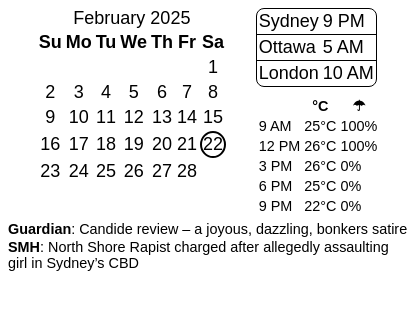 February 2025
Su Mo Tu We Th Fr Sa
1
2 3 4 5 6 7 8
9 10 11 12 13 14 15
16 17 18 19 20 21 22
23 24 25 26 27 28
Sydney 9 PM
Ottawa 5 AM
London 10 AM
°C ☂
9 AM 25°C 100%
12 PM 26°C 100%
3 PM 26°C 0%
6 PM 25°C 0%
9 PM 22°C 0%
Guardian: Candide review – a joyous, dazzling, bonkers satire
SMH: North Shore Rapist charged after allegedly assaulting
girl in Sydney’s CBD